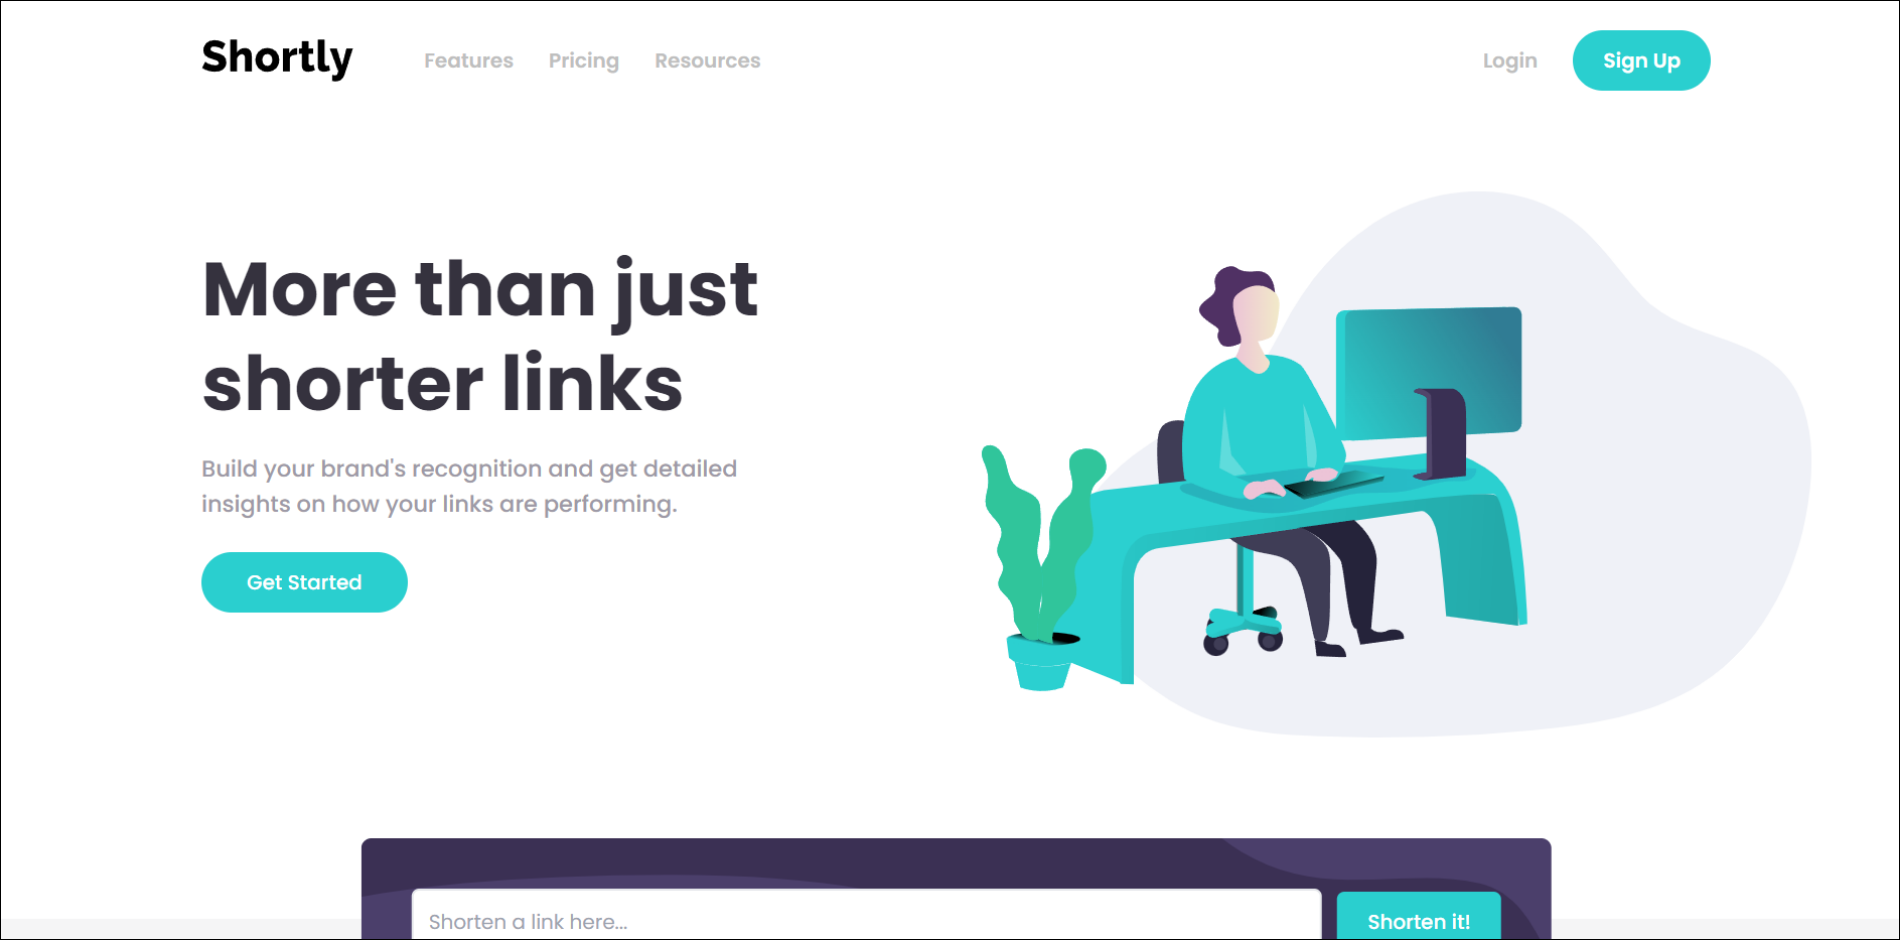 Shortly
Features Pricing Resources
Login
Sign Up
More than just
shorter links
Build your brand's recognition and get detailed
insights on how your links are performing.
Get Started
Shorten a link here...
Shorten it!